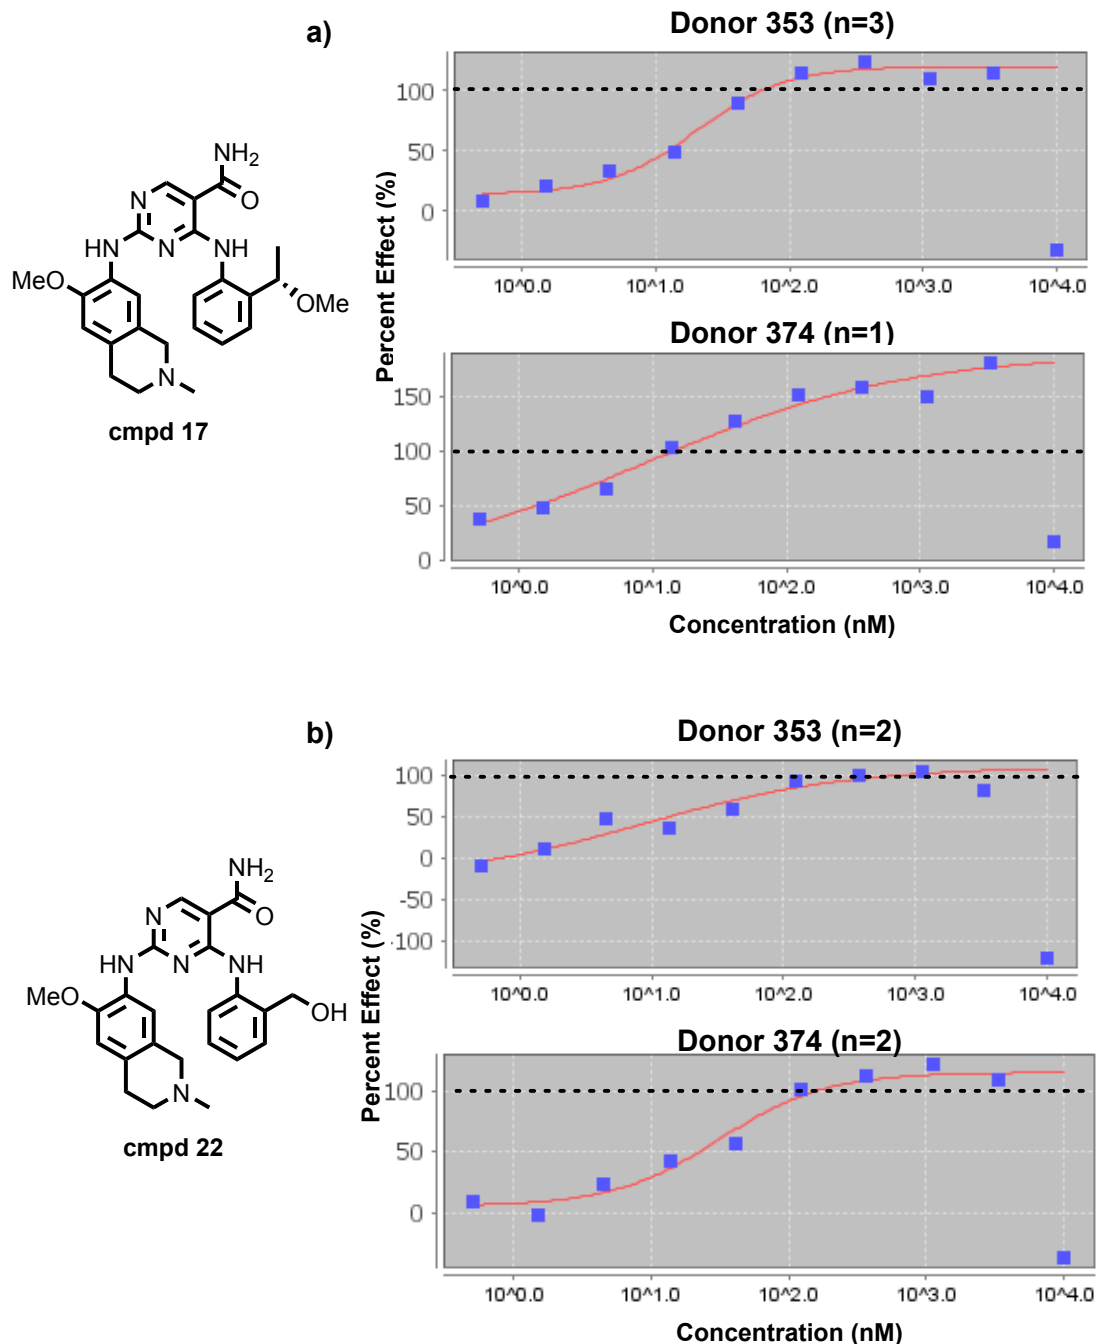 a)
Donor 353 (n=3)
100
50
0
10^0.0 10^1.0 10^2.0 10^3.0 10^4.0
NH2
O
N
N
HN
NH
MeO
OMe
N
cmpd 17
Percent Effect (%)
Donor 374 (n=1)
150
100
50
0
10^0.0 10^1.0 10^2.0 10^3.0 10^4.0
Concentration (nM)
b)
Donor 353 (n=2)
100
50
0
-50
-100
10^0.0 10^1.0 10^2.0 10^3.0 10^4.0
NH2
O
N
N
HN
NH
MeO
OH
N
cmpd 22
Percent Effect (%)
Donor 374 (n=2)
100
50
0
10^0.0 10^1.0 10^2.0 10^3.0 10^4.0
Concentration (nM)